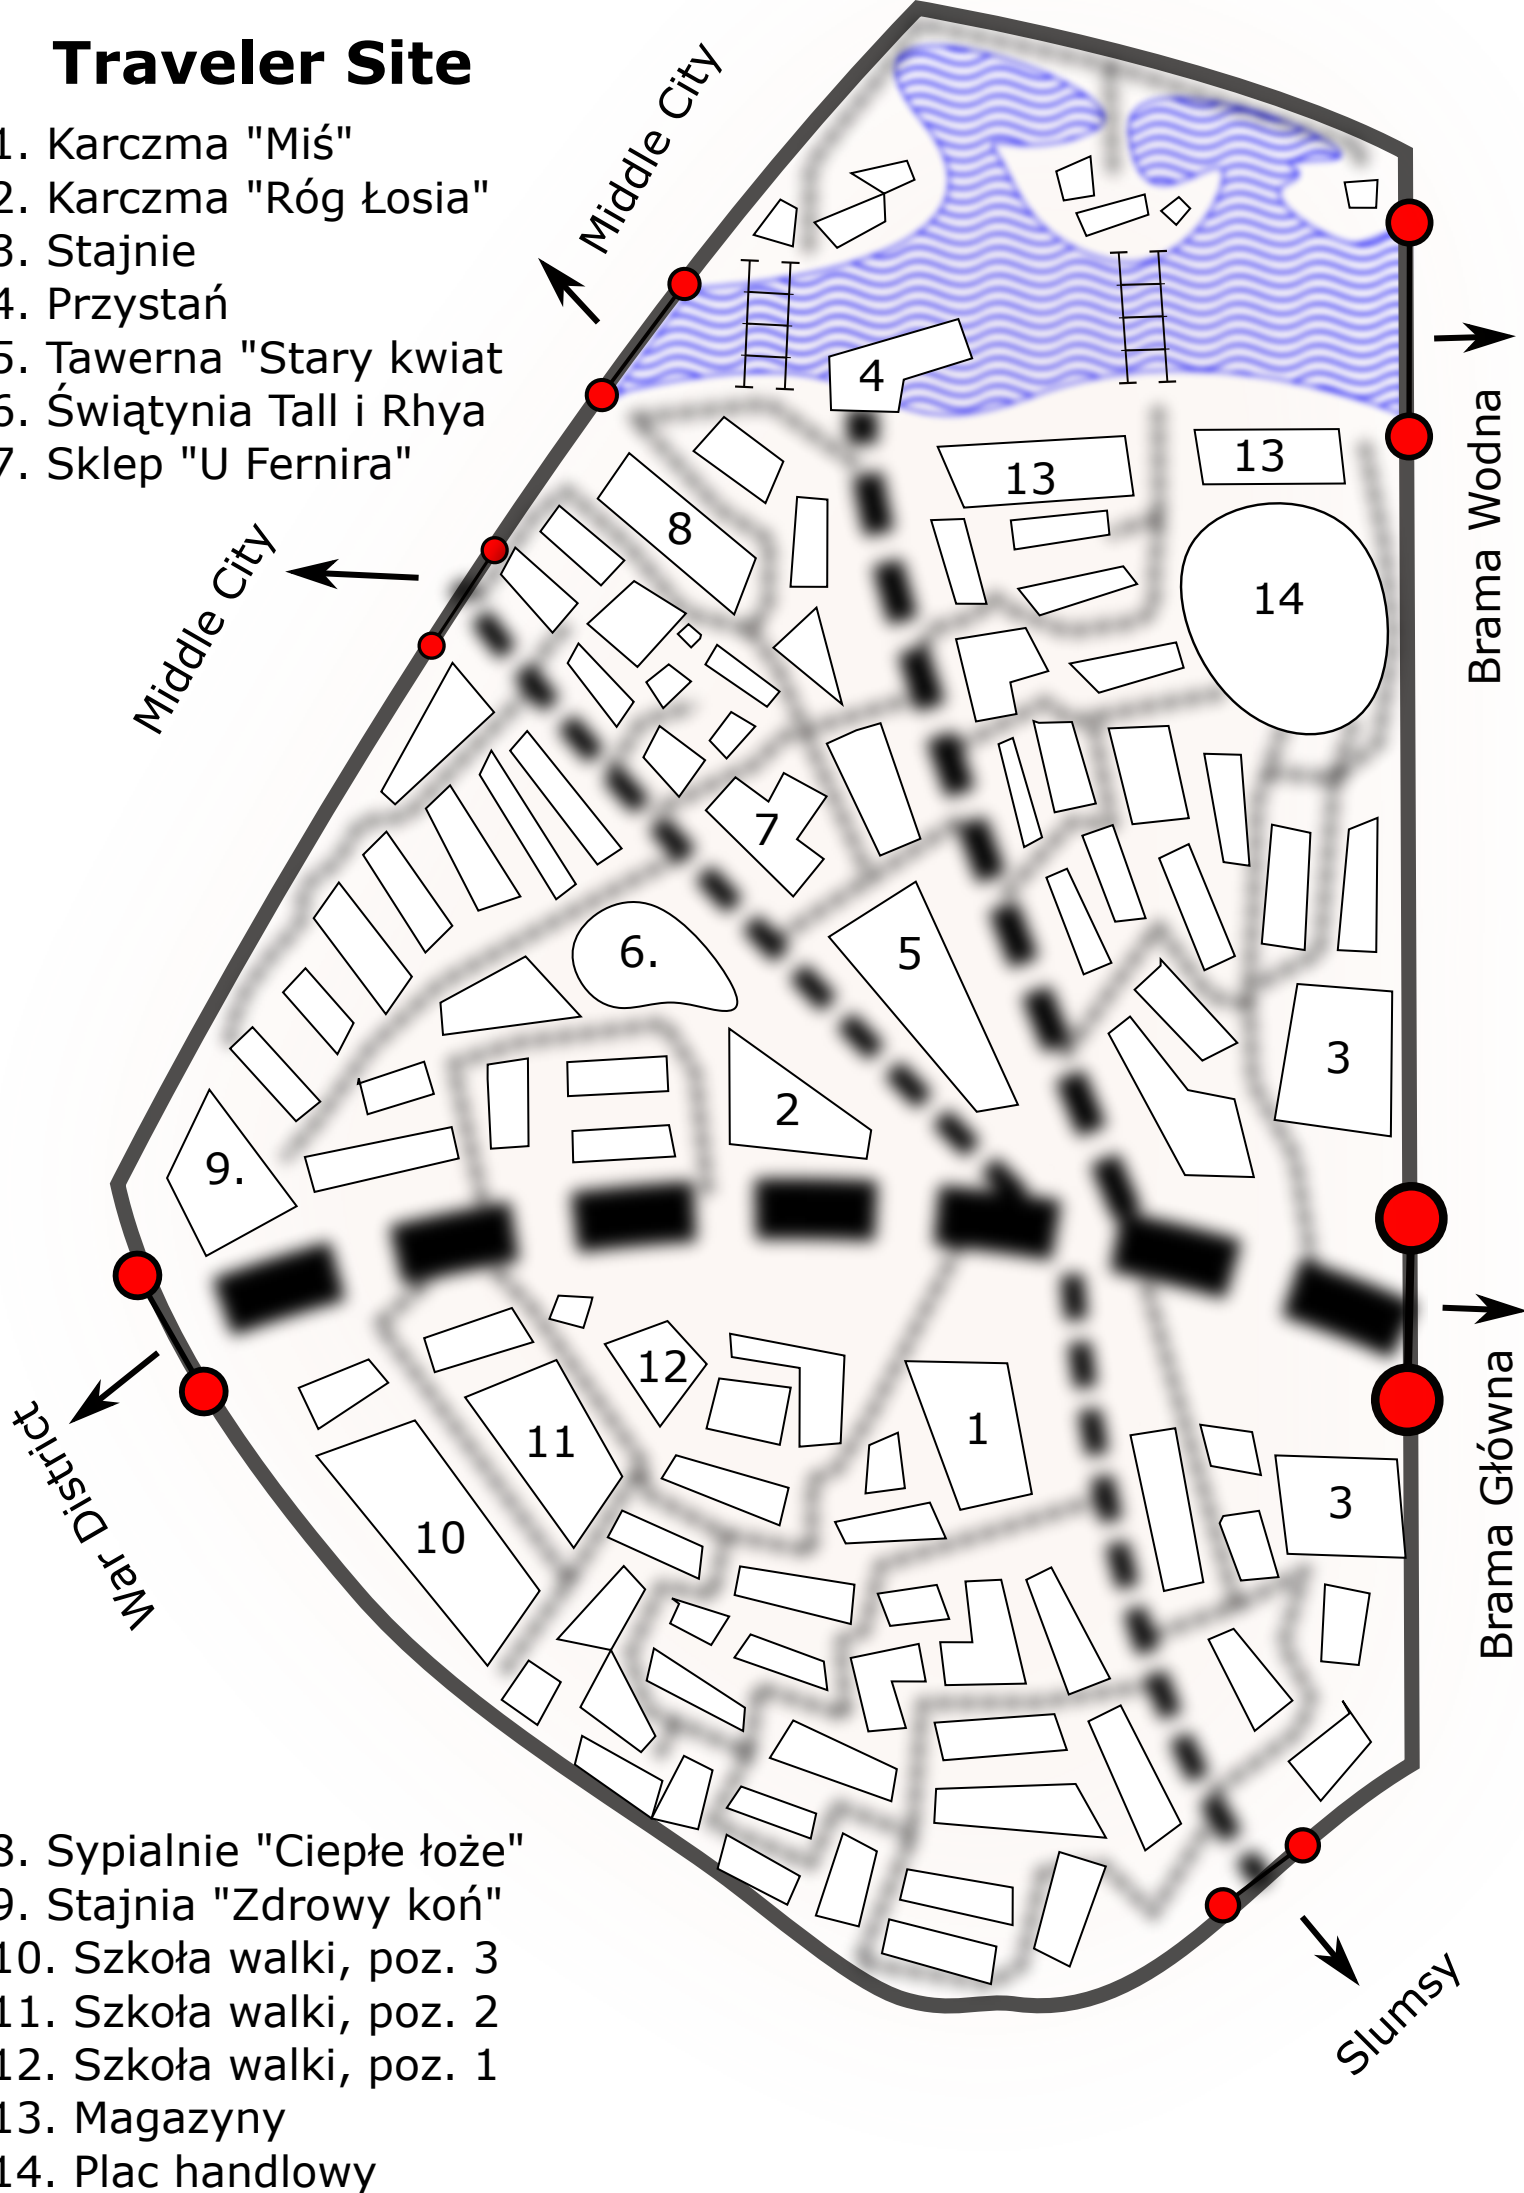 Traveler Site
1. Karczma "Miś"
2. Karczma "Róg Łosia"
3. Stajnie
4. Przystań
5. Tawerna "Stary kwiat
6. Świątynia Tall i Rhya
7. Sklep "U Fernira"
Middle City
Middle City
Brama Wodna
4
13
13
8
14
7
5
6.
3
2
9.
12
1
11
3
10
War District
Brama Główna
Slumsy
8. Sypialnie "Ciepłe łoże"
9. Stajnia "Zdrowy koń"
10. Szkoła walki, poz. 3
11. Szkoła walki, poz. 2
12. Szkoła walki, poz. 1
13. Magazyny
14. Plac handlowy